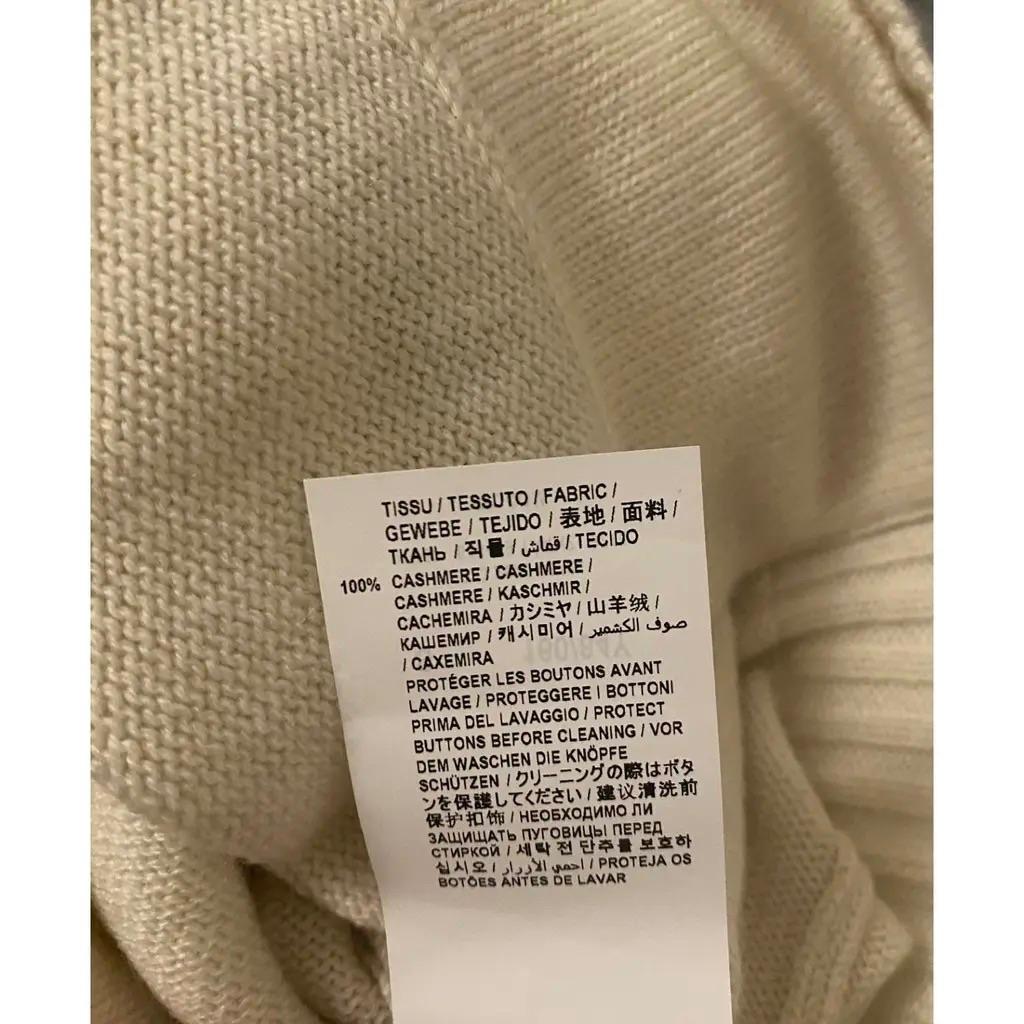 TISSU / TESSUTO / FABRIC /
GEWEBE / TEJIDO / 表地 / 面料 /
ТКАНЬ / 직물 / قماش / TECIDO
100% CASHMERE / CASHMERE /
CASHMERE / KASCHMIR /
CACHEMIRA / カシミヤ / 山羊绒 /
КАШЕМИР / 캐시미어 / صوف الكشمير
/ CAXEMIRA
PROTÉGER LES BOUTONS AVANT
LAVAGE / PROTEGGERE I BOTTONI
PRIMA DEL LAVAGGIO / PROTECT
BUTTONS BEFORE CLEANING / VOR
DEM WASCHEN DIE KNÖPFE
SCHÜTZEN / クリーニングの際はボタ
ンを保護してください / 建议清洗前
保护扣饰 / НЕОБХОДИМО ЛИ
ЗАЩИЩАТЬ ПУГОВИЦЫ ПЕРЕД
СТИРКОЙ / 세탁 전 단추를 보호하
십시오 / احمي الأزرار / PROTEJA OS
BOTÕES ANTES DE LAVAR